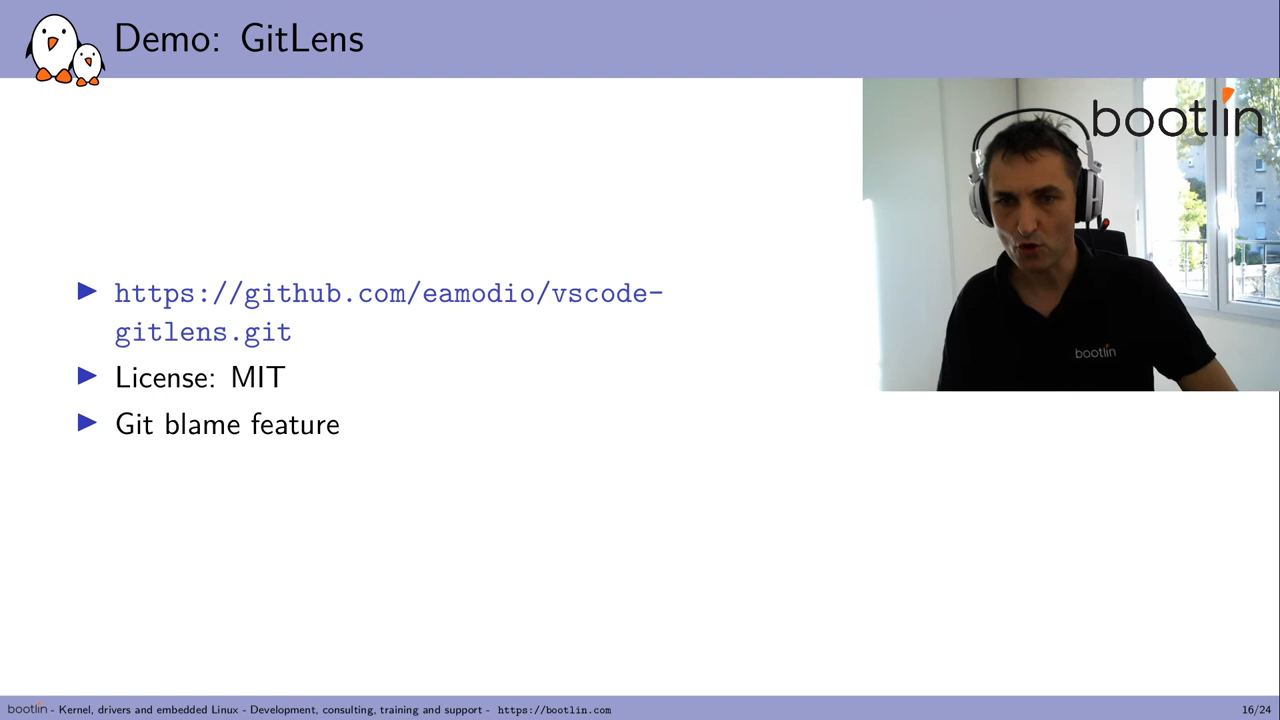 Demo: GitLens
bootlin
https://github.com/eamodio/vscode-
gitlens.git
License: MIT
Git blame feature
bootlin
bootlin - Kernel, drivers and embedded Linux - Development, consulting, training and support - https://bootlin.com
16/24